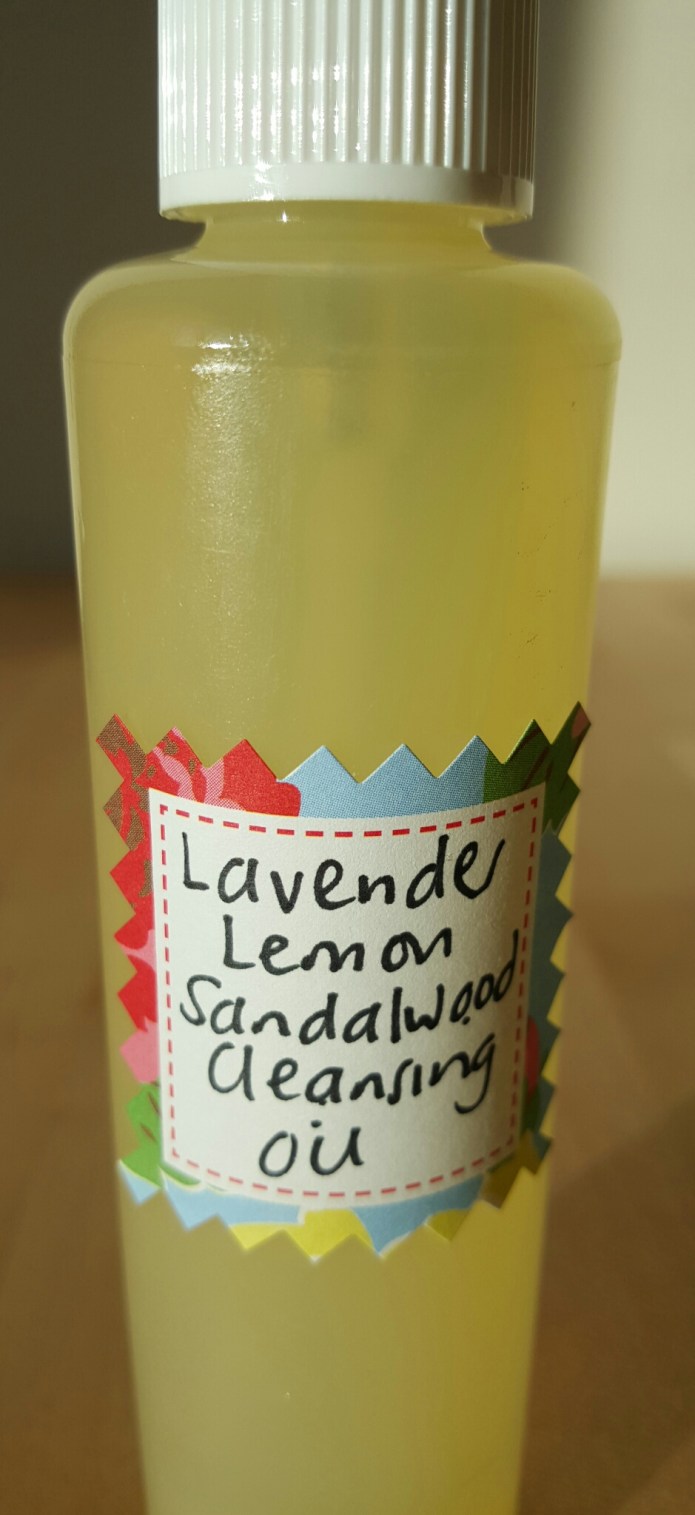 Lavender
Lemon
Sandalwood
Cleansing
Oil